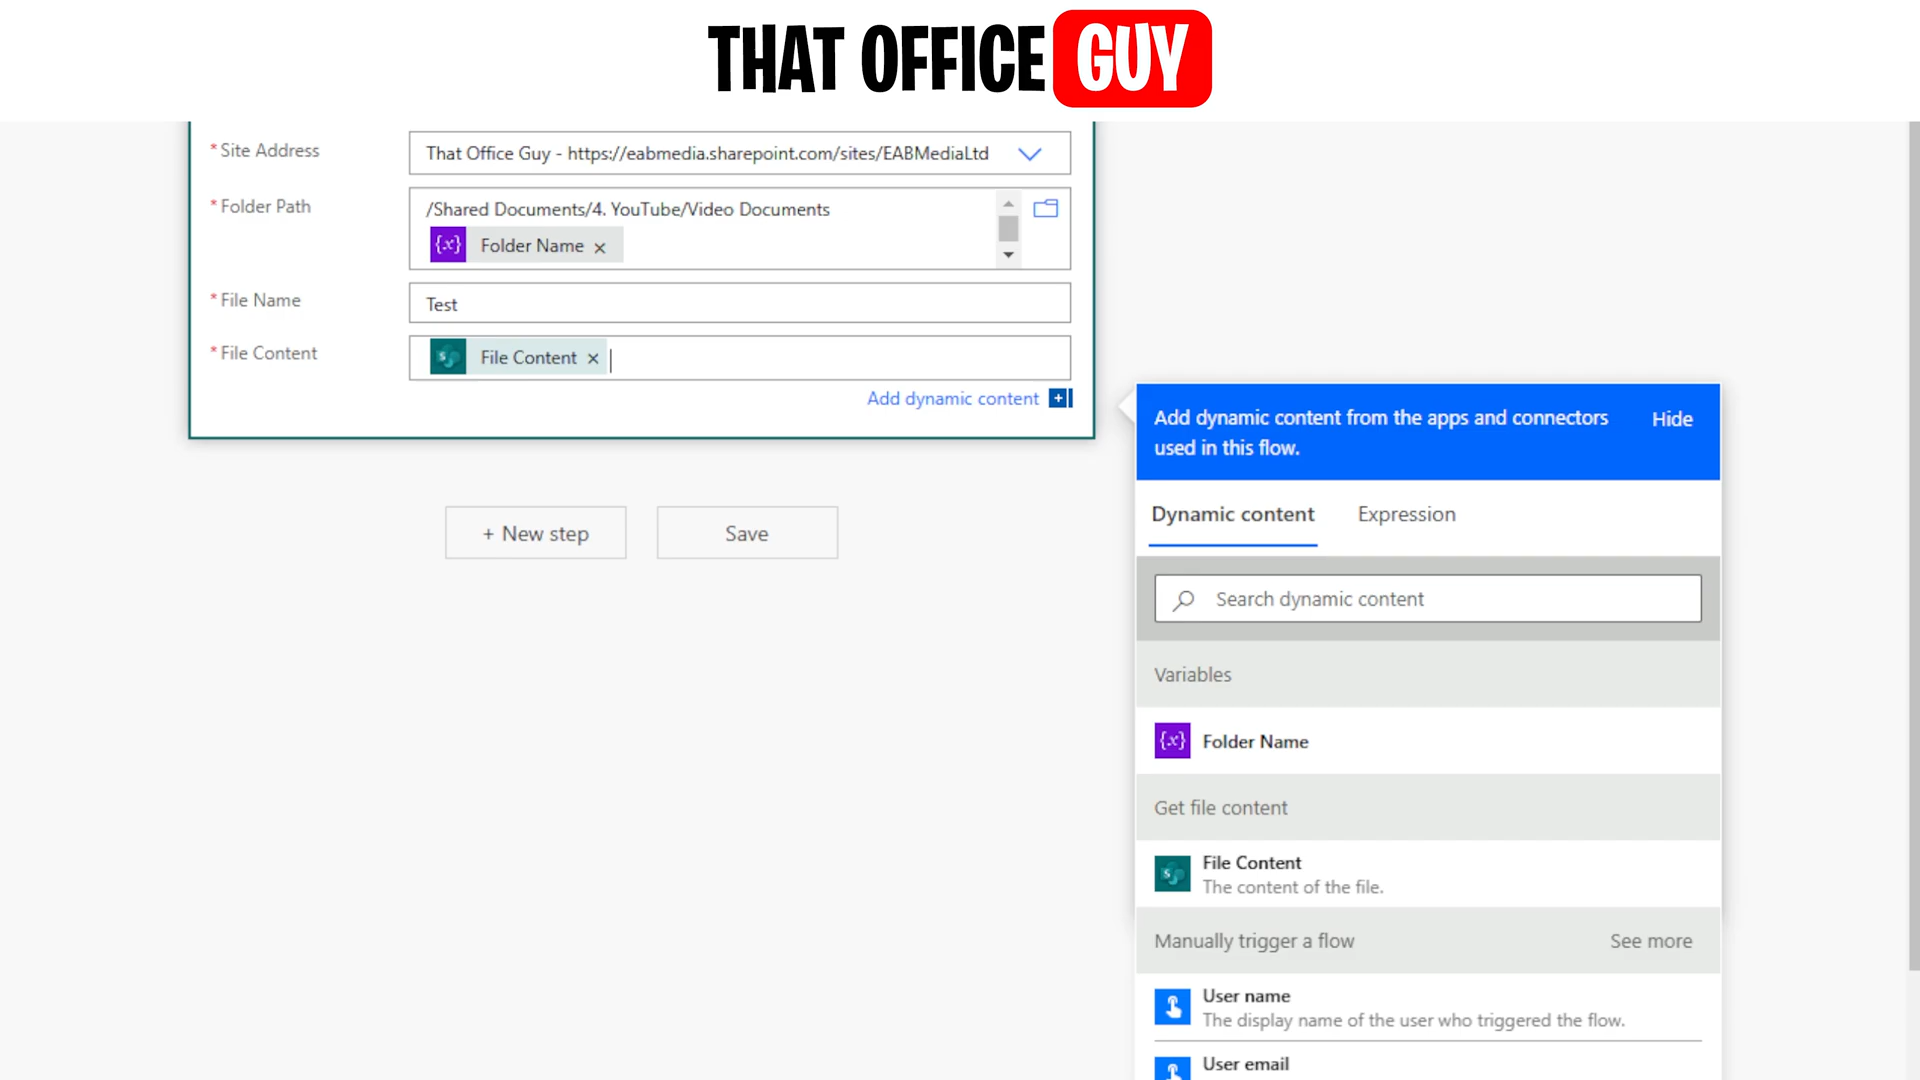 THAT OFFICE GUY
*Site Address
That Office Guy - https://eabmedia.sharepoint.com/sites/EABMediaLtd
*Folder Path
/Shared Documents/4. YouTube/Video Documents
{x} Folder Name ×
*File Name
Test
*File Content
S File Content ×
Add dynamic content +
+ New step
Save
Add dynamic content from the apps and connectors
used in this flow.
Hide
Dynamic content
Expression
Search dynamic content
Variables
{x} Folder Name
Get file content
S File Content
The content of the file.
Manually trigger a flow
See more
User name
The display name of the user who triggered the flow.
User email